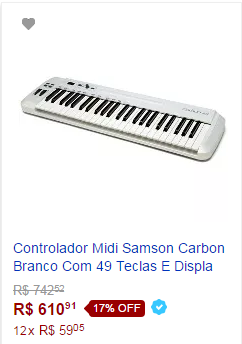 Controlador Midi Samson Carbon
Branco Com 49 Teclas E Displa
R$ 742⁵²
R$ 610⁹¹ 17% OFF
12x R$ 59⁰⁵